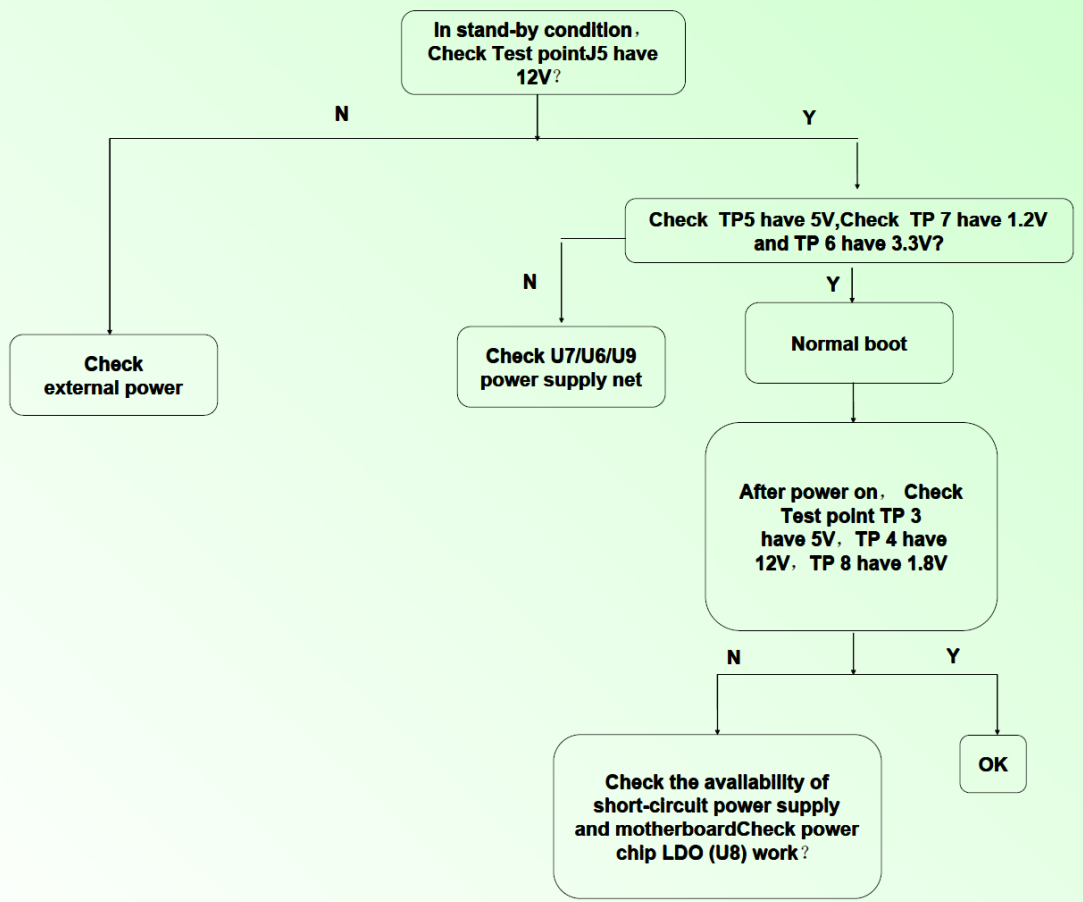 In stand-by condition，
Check Test pointJ5 have
12V？
N
Y
Check TP5 have 5V,Check TP 7 have 1.2V
and TP 6 have 3.3V?
N
Y
Check
external power
Check U7/U6/U9
power supply net
Normal boot
After power on， Check
Test point TP 3
have 5V，TP 4 have
12V，TP 8 have 1.8V
N
Y
Check the availability of
short-circuit power supply
and motherboardCheck power
chip LDO (U8) work？
OK